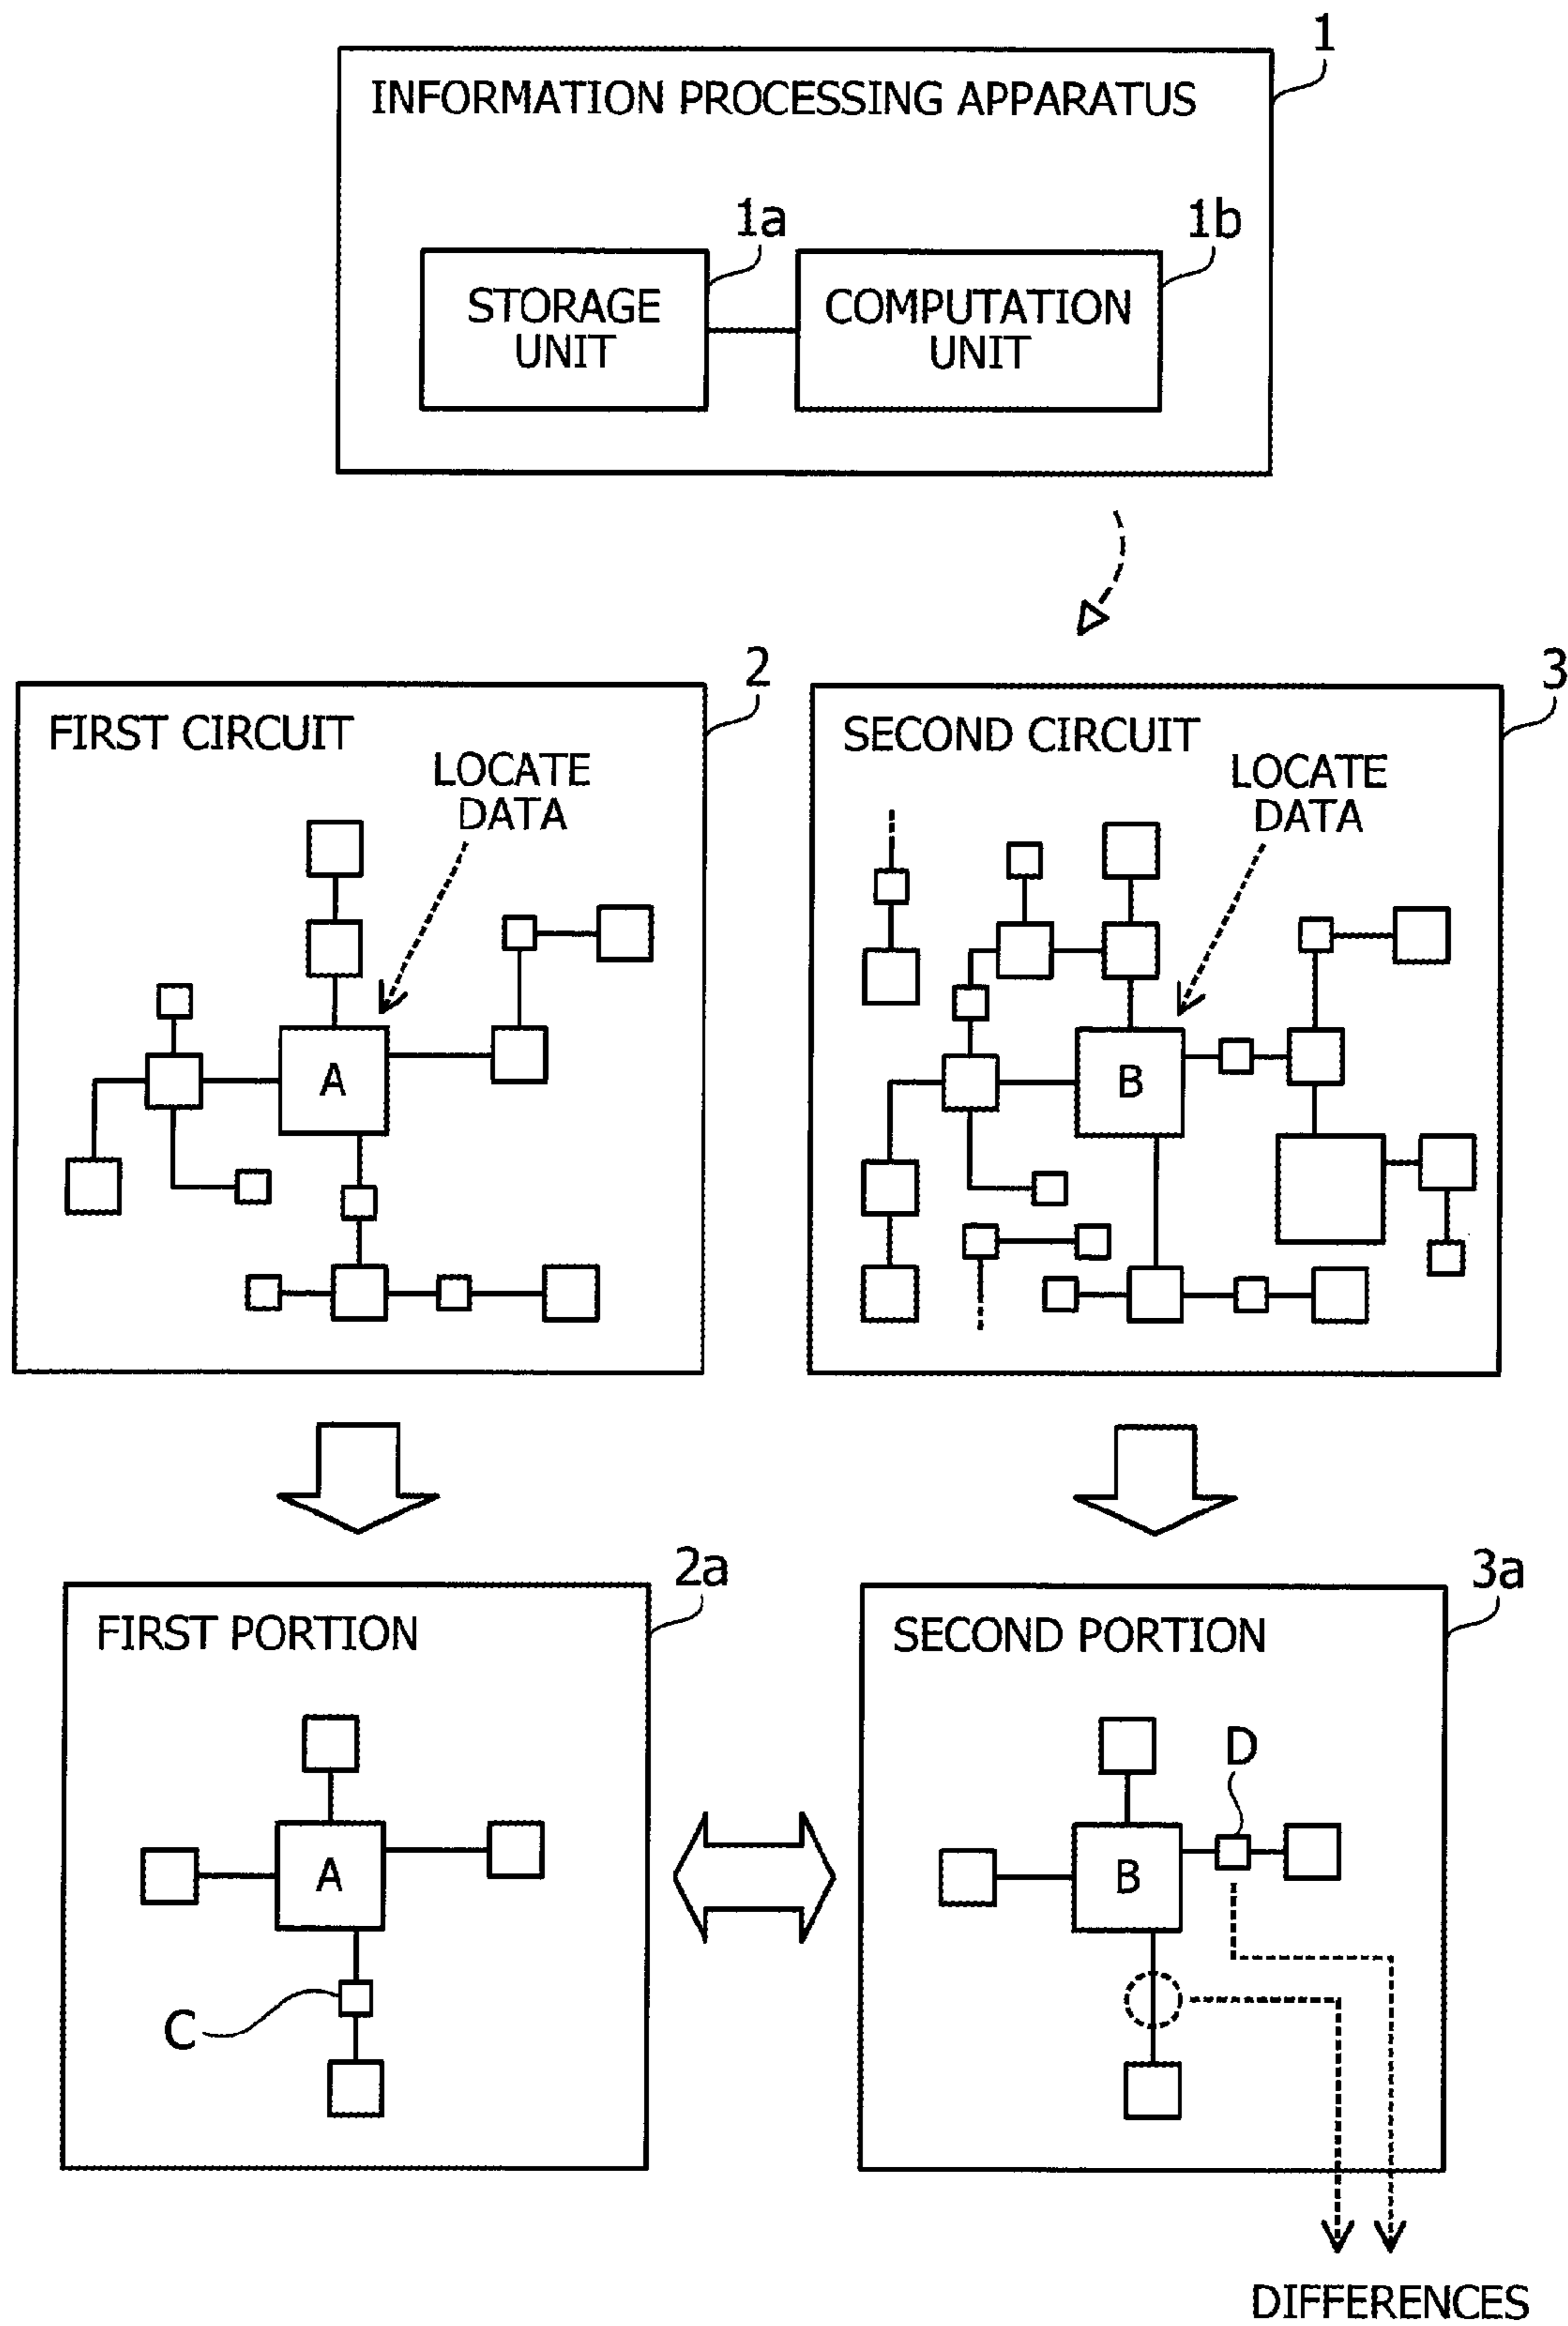 1
INFORMATION PROCESSING APPARATUS
1a
1b
STORAGE
UNIT
COMPUTATION
UNIT
2
3
FIRST CIRCUIT
LOCATE
DATA
A
SECOND CIRCUIT
LOCATE
DATA
B
2a
3a
FIRST PORTION
A
C
SECOND PORTION
D
B
DIFFERENCES